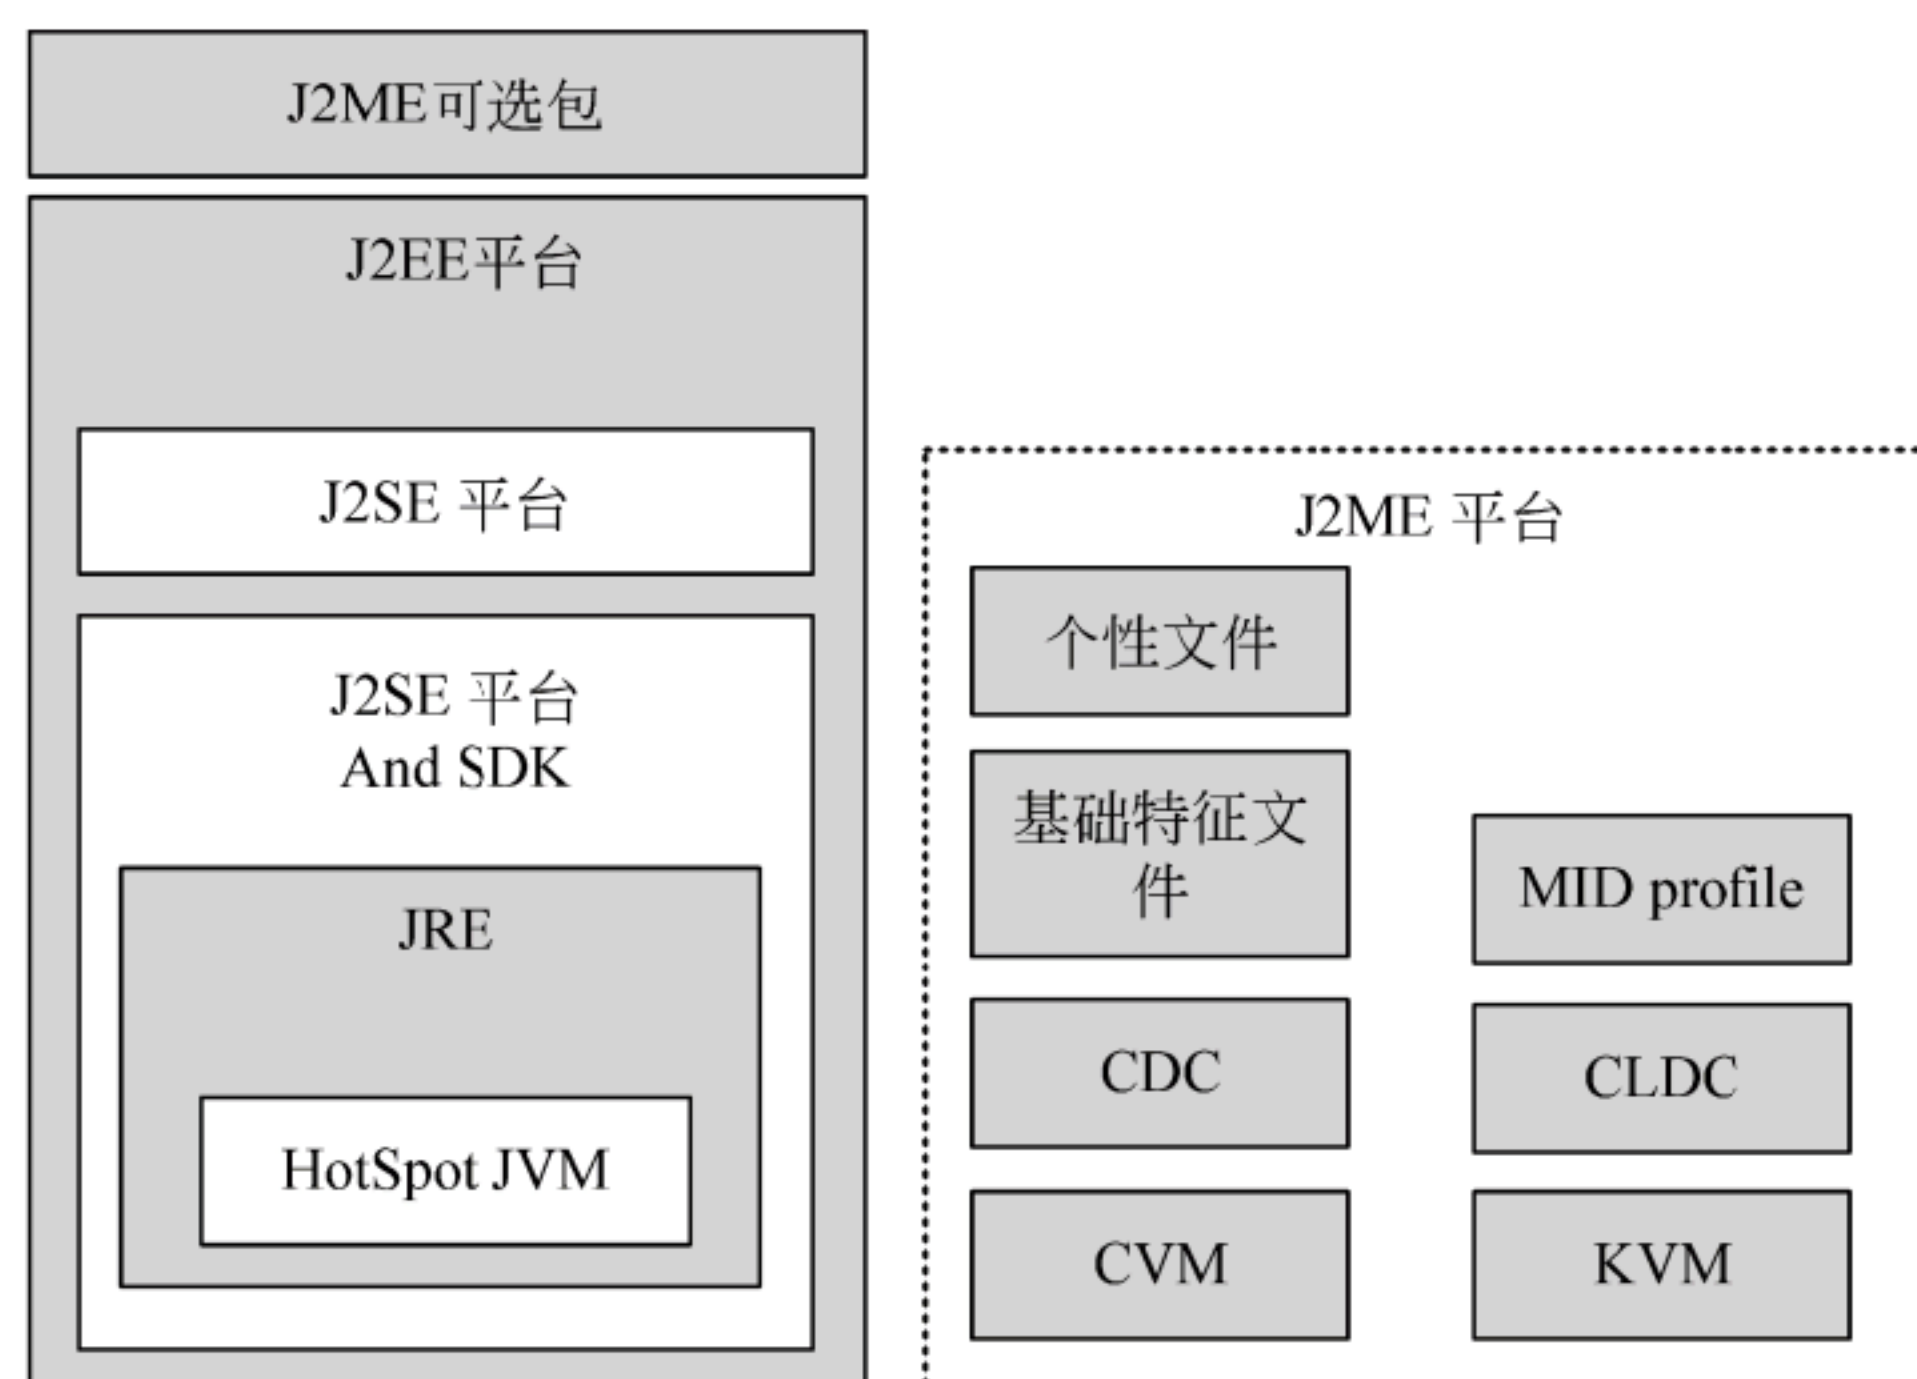 J2ME可选包
J2EE平台
J2SE 平台
J2SE 平台
And SDK
JRE
HotSpot JVM
J2ME 平台
个性文件
基础特征文
件
CDC
CVM
MID profile
CLDC
KVM